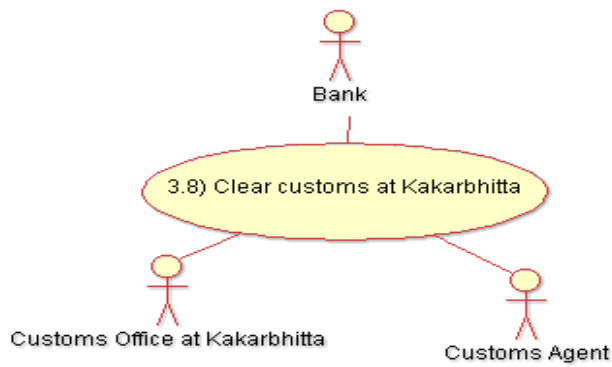 Bank
3.8) Clear customs at Kakarbhitta
Customs Office at Kakarbhitta
Customs Agent